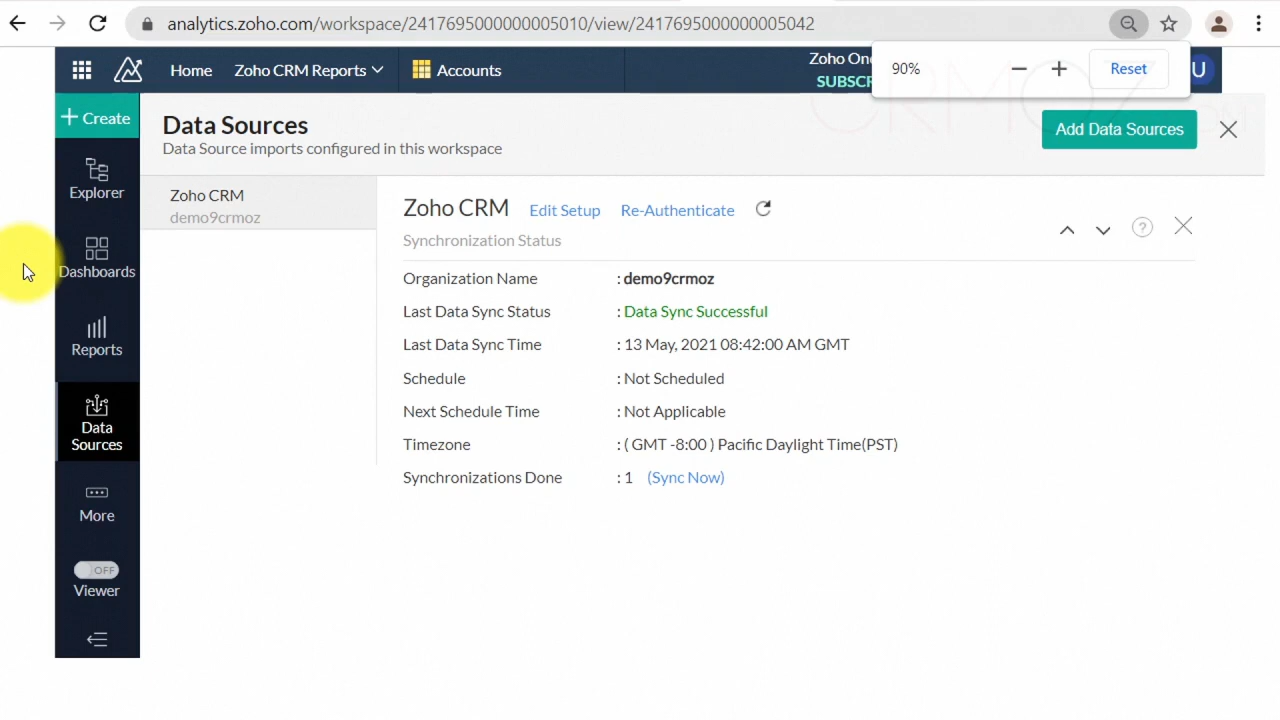 analytics.zoho.com/workspace/2417695000000005010/view/2417695000000005042
90%
Reset
Home
Zoho CRM Reports
Accounts
Zoho One
SUBSCR
U
Create
Data Sources
Data Source imports configured in this workspace
Add Data Sources
CRMOZ
Explorer
Dashboards
Reports
Data
Sources
More
OFF
Viewer
Zoho CRM
demo9crmoz
Zoho CRM Edit Setup Re-Authenticate
Synchronization Status
?
Organization Name : demo9crmoz
Last Data Sync Status : Data Sync Successful
Last Data Sync Time : 13 May, 2021 08:42:00 AM GMT
Schedule : Not Scheduled
Next Schedule Time : Not Applicable
Timezone : ( GMT -8:00 ) Pacific Daylight Time(PST)
Synchronizations Done : 1 (Sync Now)